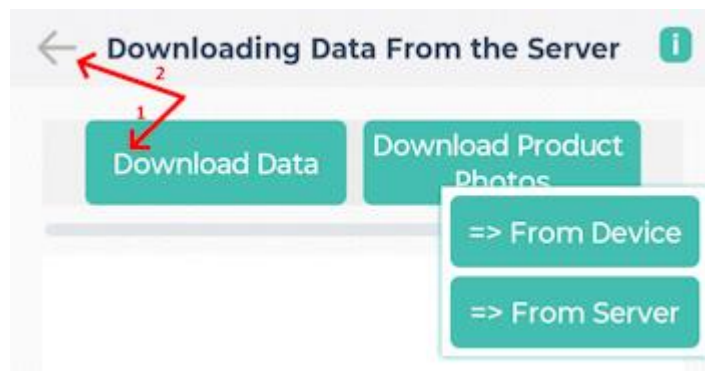 Downloading Data From the Server
i
2
1
Download Data
Download Product
Photos
=> From Device
=> From Server